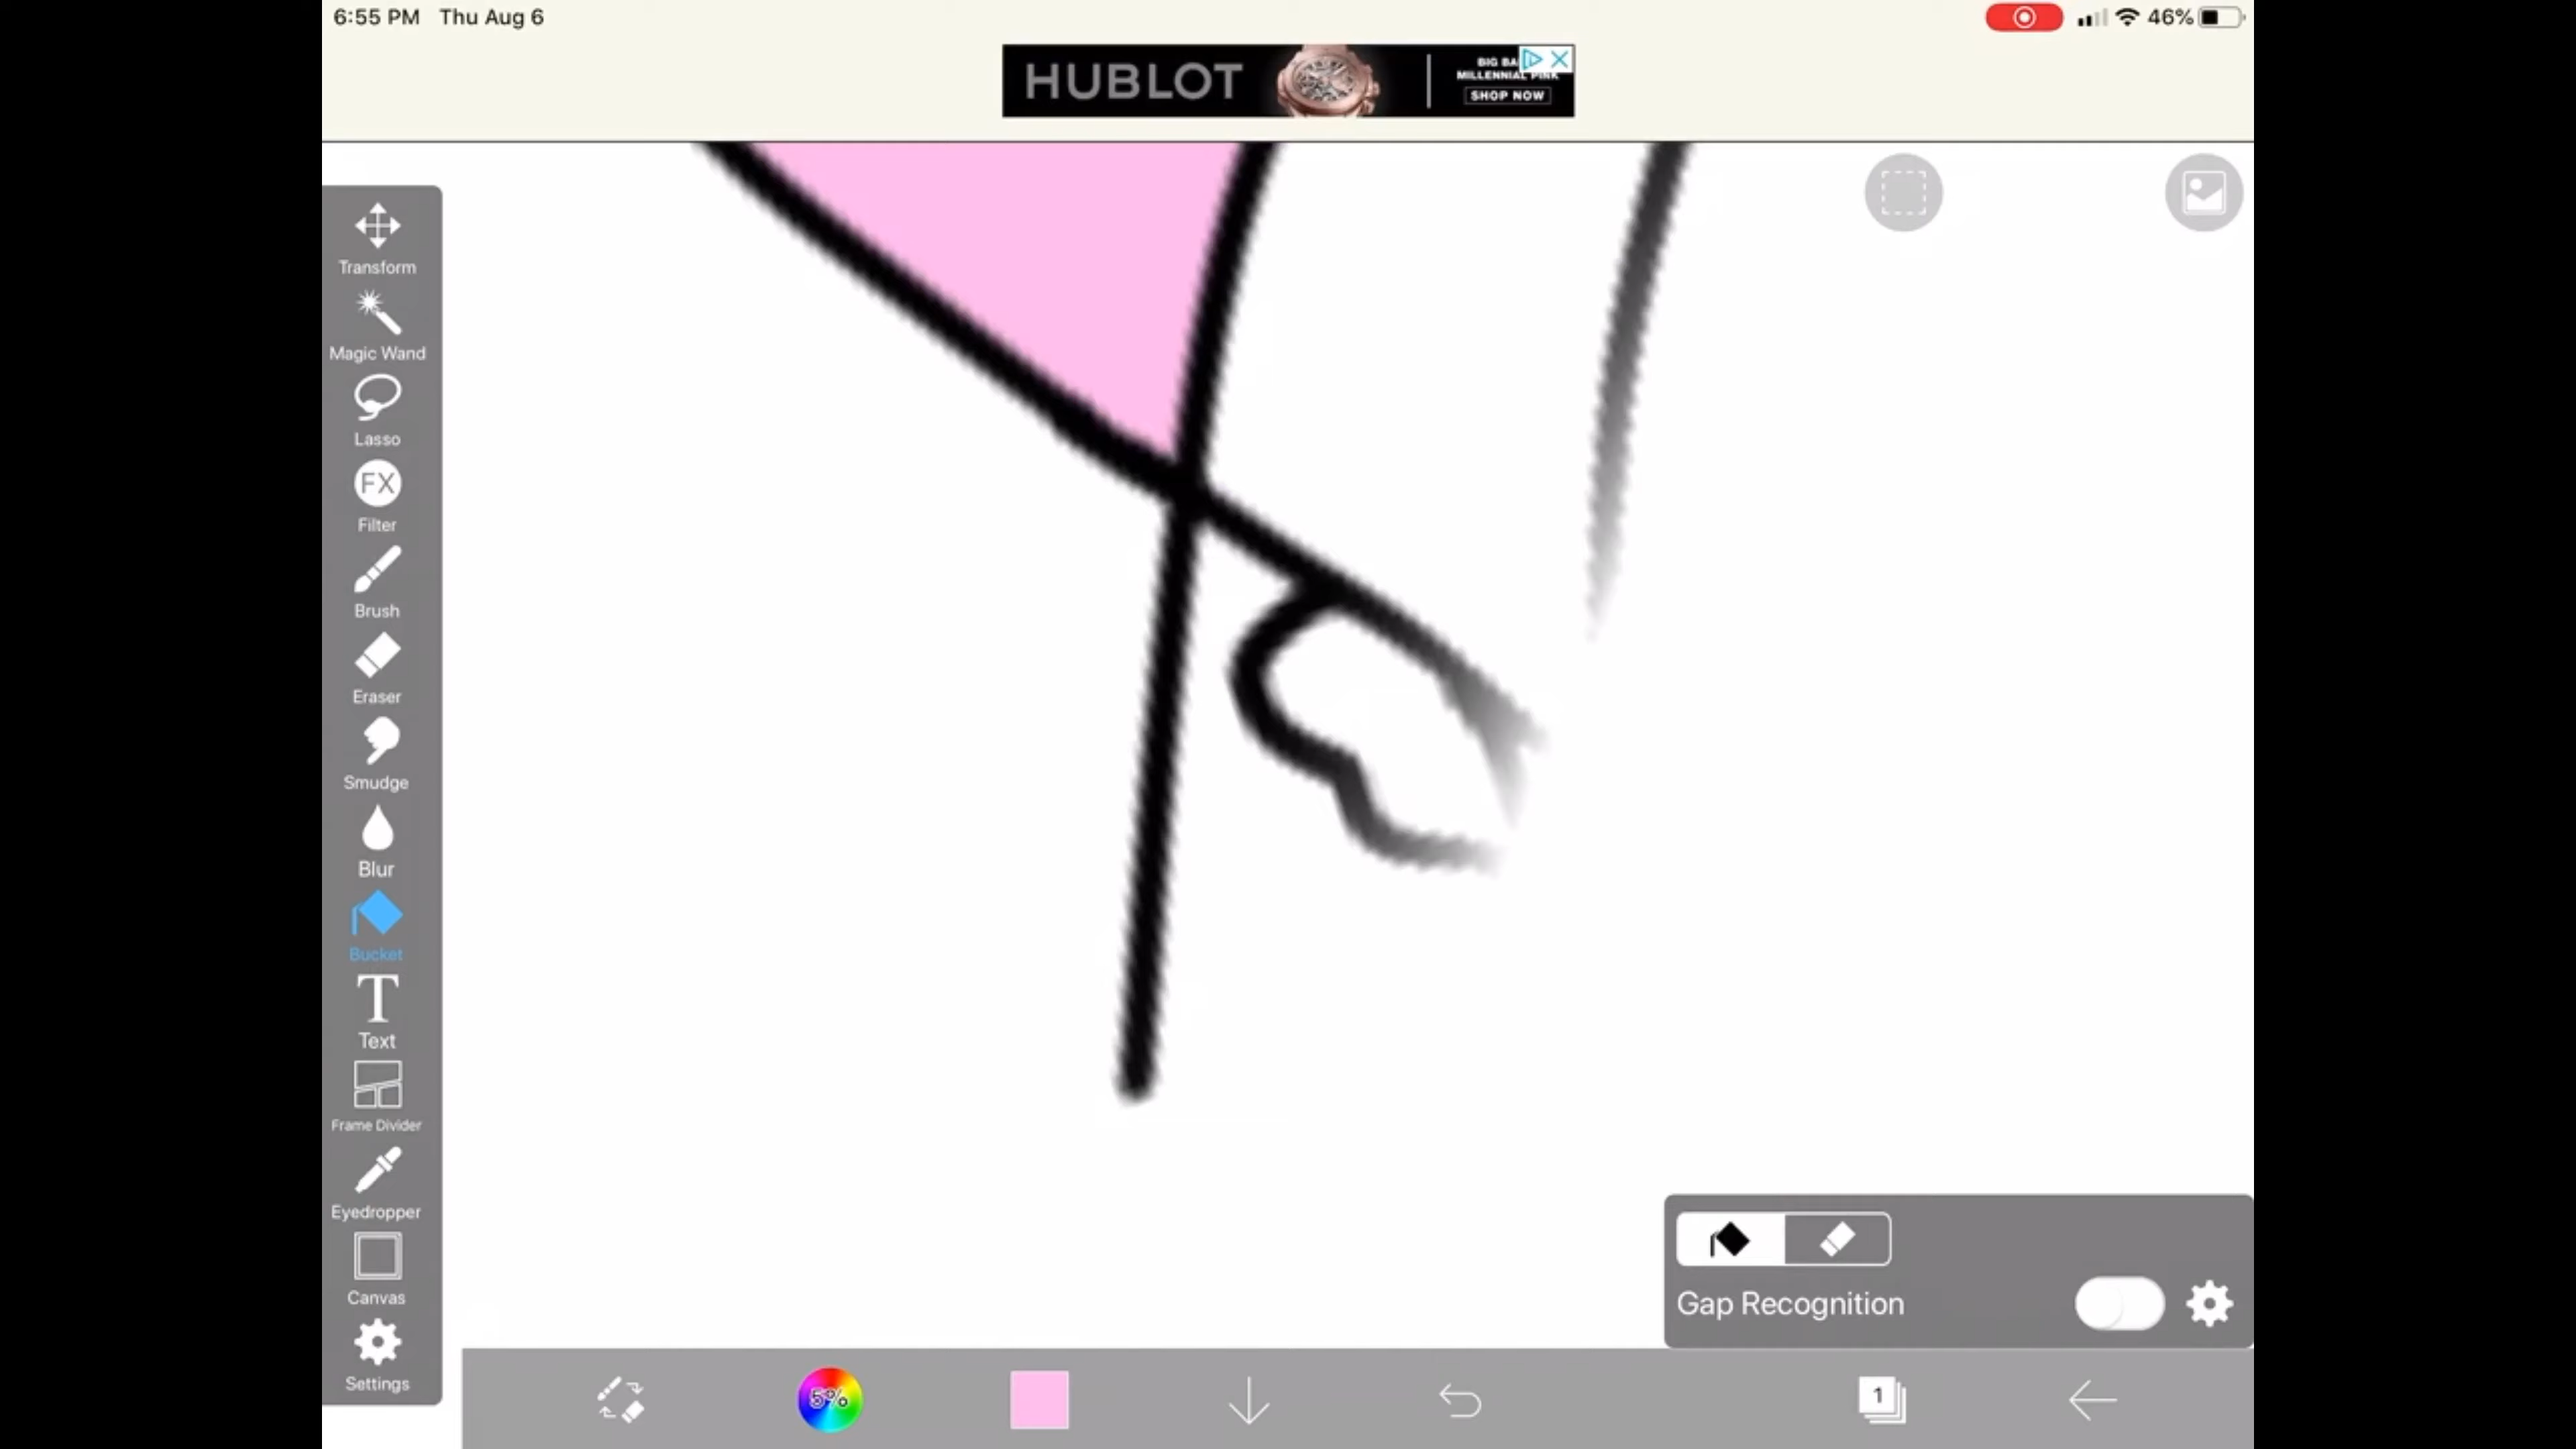 6:55 PM Thu Aug 6
46%
HUBLOT
BIG BA
MILLENNIAL PINK
SHOP NOW
Transform
Magic Wand
Lasso
FX
Filter
Brush
Eraser
Smudge
Blur
Bucket
T
Text
Frame Divider
Eyedropper
Canvas
Settings
Gap Recognition
5%
1